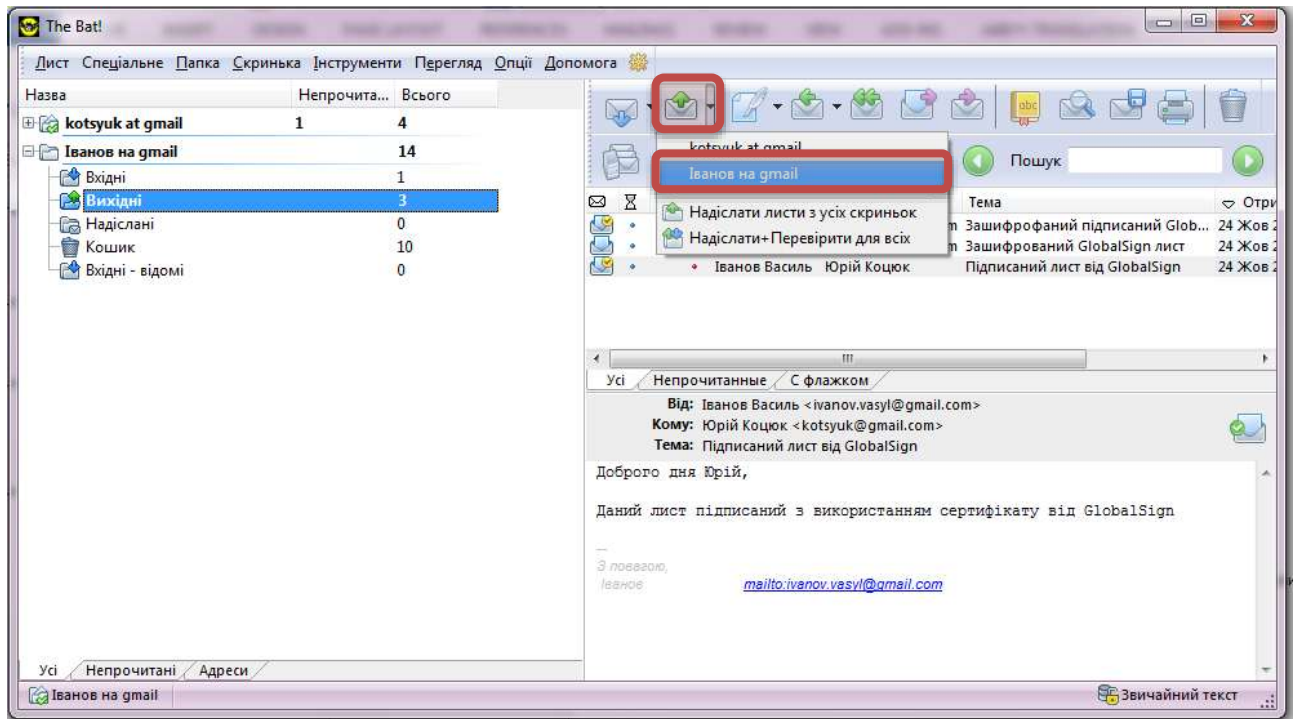 The Bat!
Лист Спеціальне Папка Скринька Інструменти Перегляд Опції Допомога
Назва Непрочита... Всього
kotsyuk at gmail 1 4
Іванов на gmail 14
Вхідні 1
Вихідні 3
Надіслані 0
Кошик 10
Вхідні - відомі 0
abc
kotsyuk at gmail
Іванов на gmail
Надіслати листи з усіх скриньок
Надіслати+Перевірити для всіх
Пошук
Тема Отри
m Зашифрофаний підписаний Glob... 24 Жов 2
m Зашифрований GlobalSign лист 24 Жов 2
Іванов Василь Юрій Коцюк Підписаний лист від GlobalSign 24 Жов 2
Усі Непрочитанные С флажком
Від: Іванов Василь <ivanov.vasyl@gmail.com>
Кому: Юрій Коцюк <kotsyuk@gmail.com>
Тема: Підписаний лист від GlobalSign
Доброго дня Юрій,
Даний лист підписаний з використанням сертифікату від GlobalSign
--
З повагою,
Іванов mailto:ivanov.vasyl@gmail.com
Усі Непрочитані Адреси
Іванов на gmail
Звичайний текст